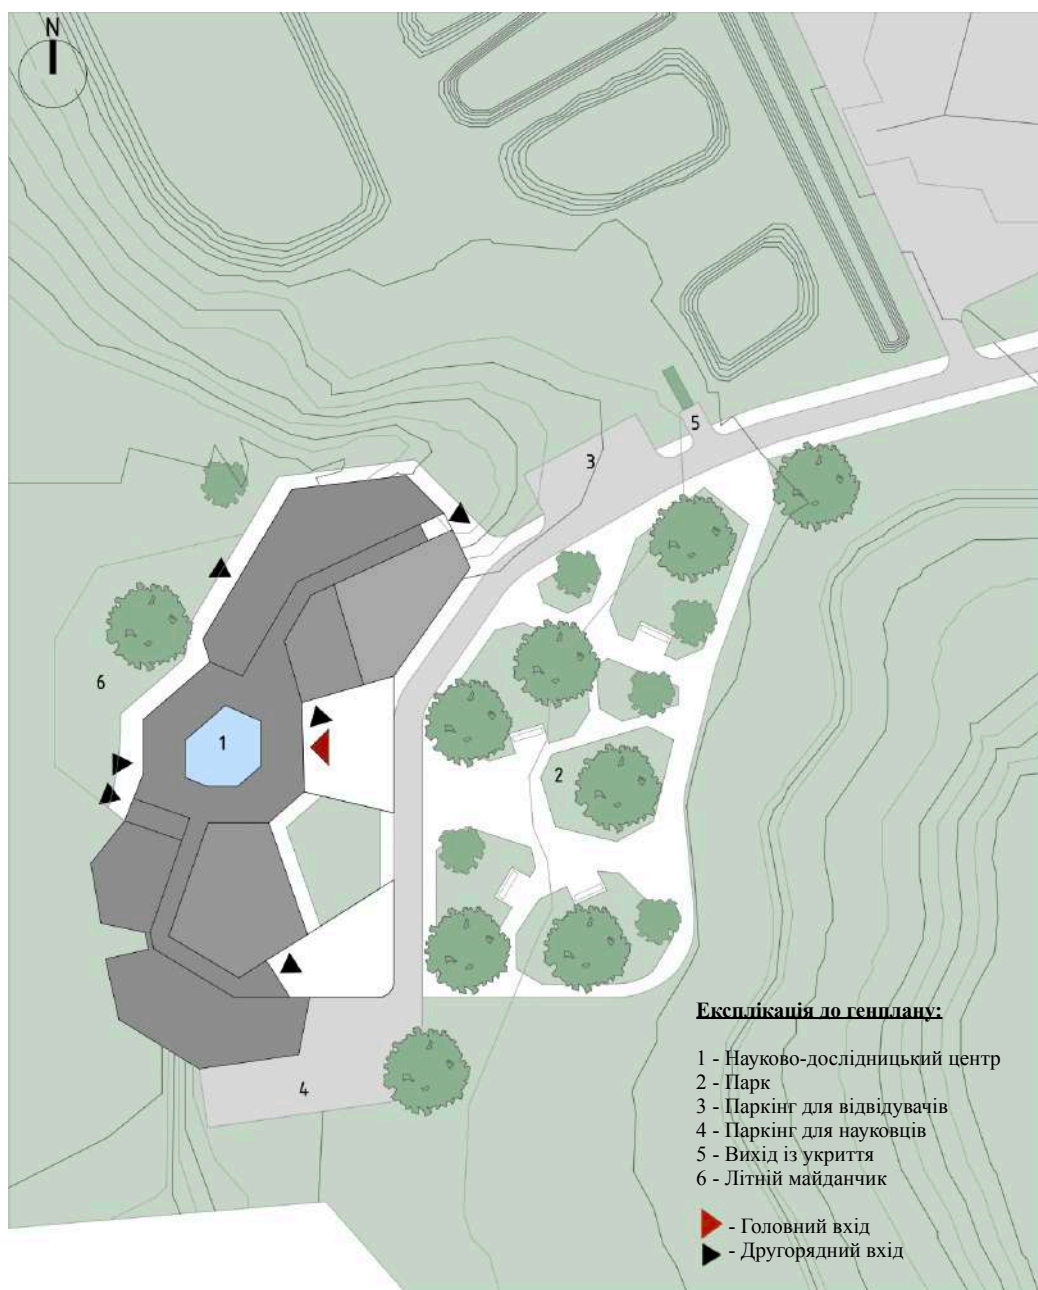 N
5
3
6
1
2
4
Експлікація до генплану:
1 - Науково-дослідницький центр
2 - Парк
3 - Паркінг для відвідувачів
4 - Паркінг для науковців
5 - Вихід із укриття
6 - Літній майданчик
- Головний вхід
- Другорядний вхід